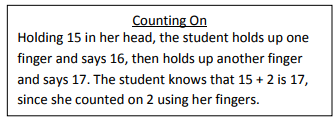 Counting On
Holding 15 in her head, the student holds up one
finger and says 16, then holds up another finger
and says 17. The student knows that 15 + 2 is 17,
since she counted on 2 using her fingers.